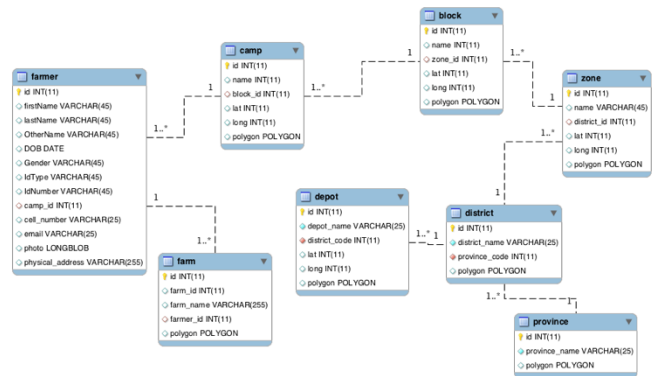 block
id INT(11)
name INT(11)
zone_id INT(11)
lat INT(11)
long INT(11)
polygon POLYGON
1
1..*
camp
id INT(11)
name INT(11)
block_id INT(11)
lat INT(11)
long INT(11)
polygon POLYGON
1
1..*
farmer
id INT(11)
firstName VARCHAR(45)
lastName VARCHAR(45)
OtherName VARCHAR(45)
DOB DATE
Gender VARCHAR(45)
IdType VARCHAR(45)
IdNumber VARCHAR(45)
camp_id INT(11)
cell_number VARCHAR(25)
email VARCHAR(25)
photo LONGBLOB
physical_address VARCHAR(255)
1..*
1
zone
id INT(11)
name VARCHAR(45)
district_id INT(11)
lat INT(11)
long INT(11)
polygon POLYGON
1
1..*
depot
id INT(11)
depot_name VARCHAR(25)
district_code INT(11)
lat INT(11)
long INT(11)
polygon POLYGON
1..*
1
district
id INT(11)
district_name VARCHAR(25)
province_code INT(11)
polygon POLYGON
1
1..*
farm
id INT(11)
farm_id INT(11)
farm_name VARCHAR(255)
farmer_id INT(11)
polygon POLYGON
1..*
province
id INT(11)
province_name VARCHAR(25)
polygon POLYGON
1